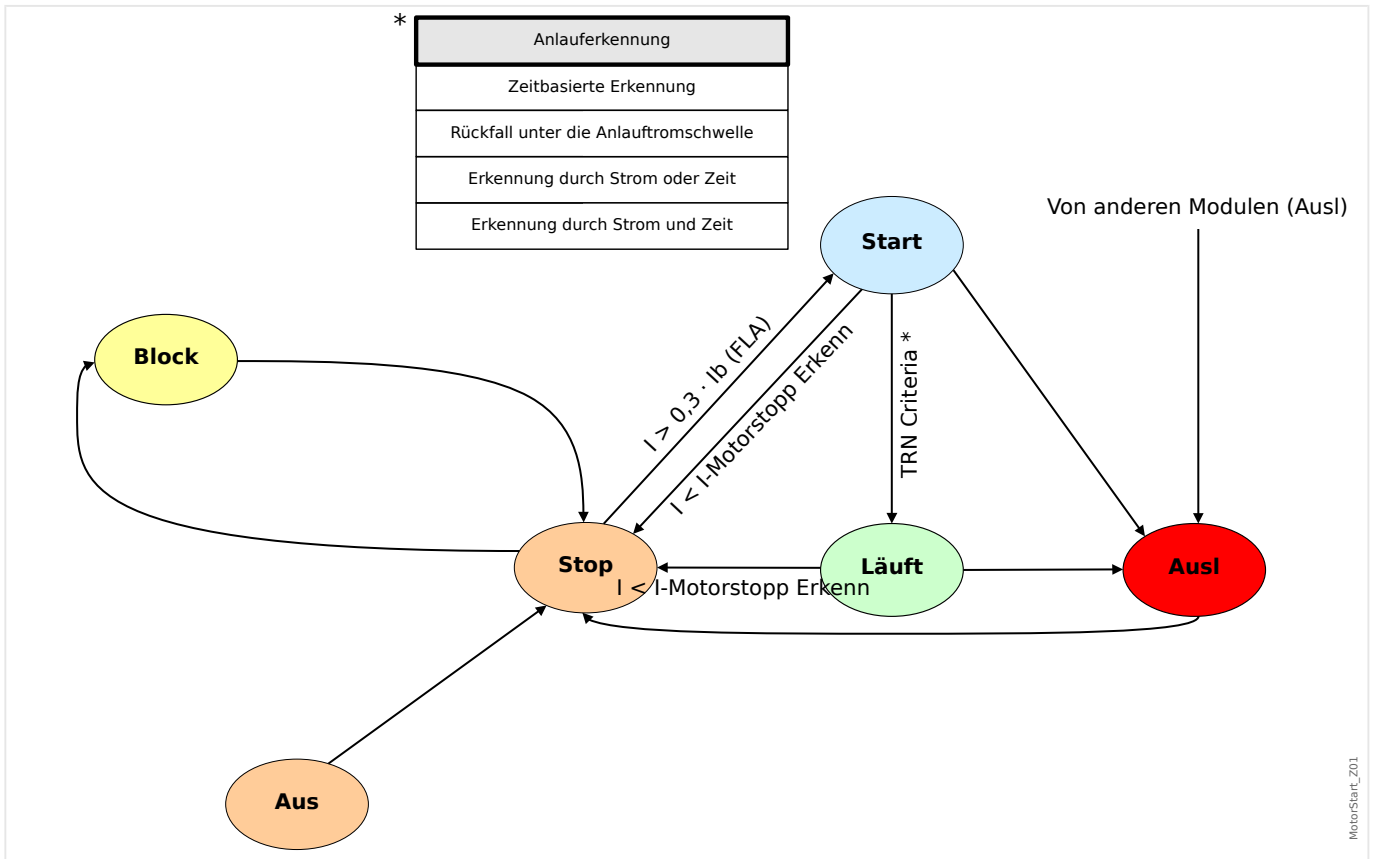 *
Anlauferkennung
Zeitbasierte Erkennung
Rückfall unter die Anlauftromschwelle
Erkennung durch Strom oder Zeit
Erkennung durch Strom und Zeit
Von anderen Modulen (Ausl)
Start
I > 0,3 · Ib (FLA)
I < I-Motorstopp Erkenn
TRN Criteria *
Block
Stop
Läuft
Ausl
I < I-Motorstopp Erkenn
Aus
MotorStart_Z01